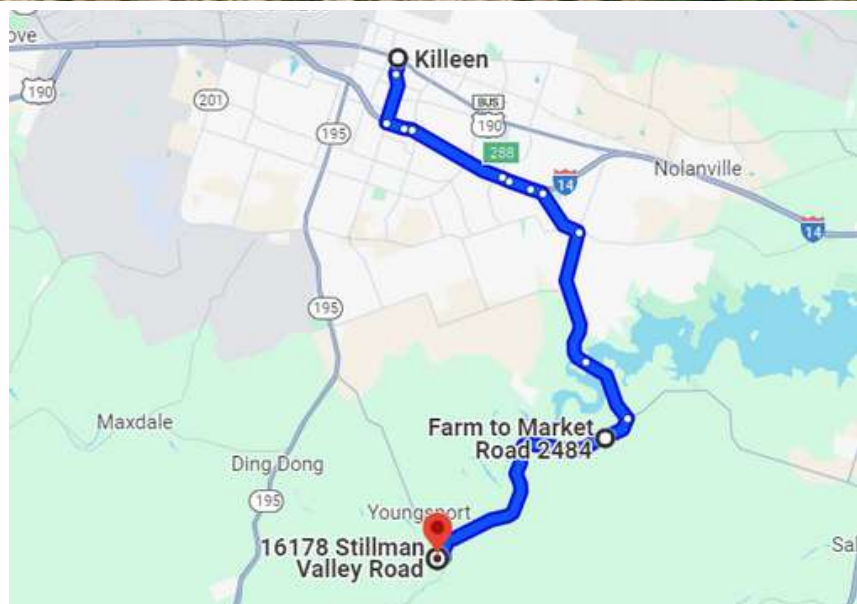 ove
Killeen
190
201
BUS
190
195
288
Nolanville
14
14
195
Maxdale
Farm to Market
Road 2484
Ding Dong
195
Youngsport
16178 Stillman
Valley Road
Sal